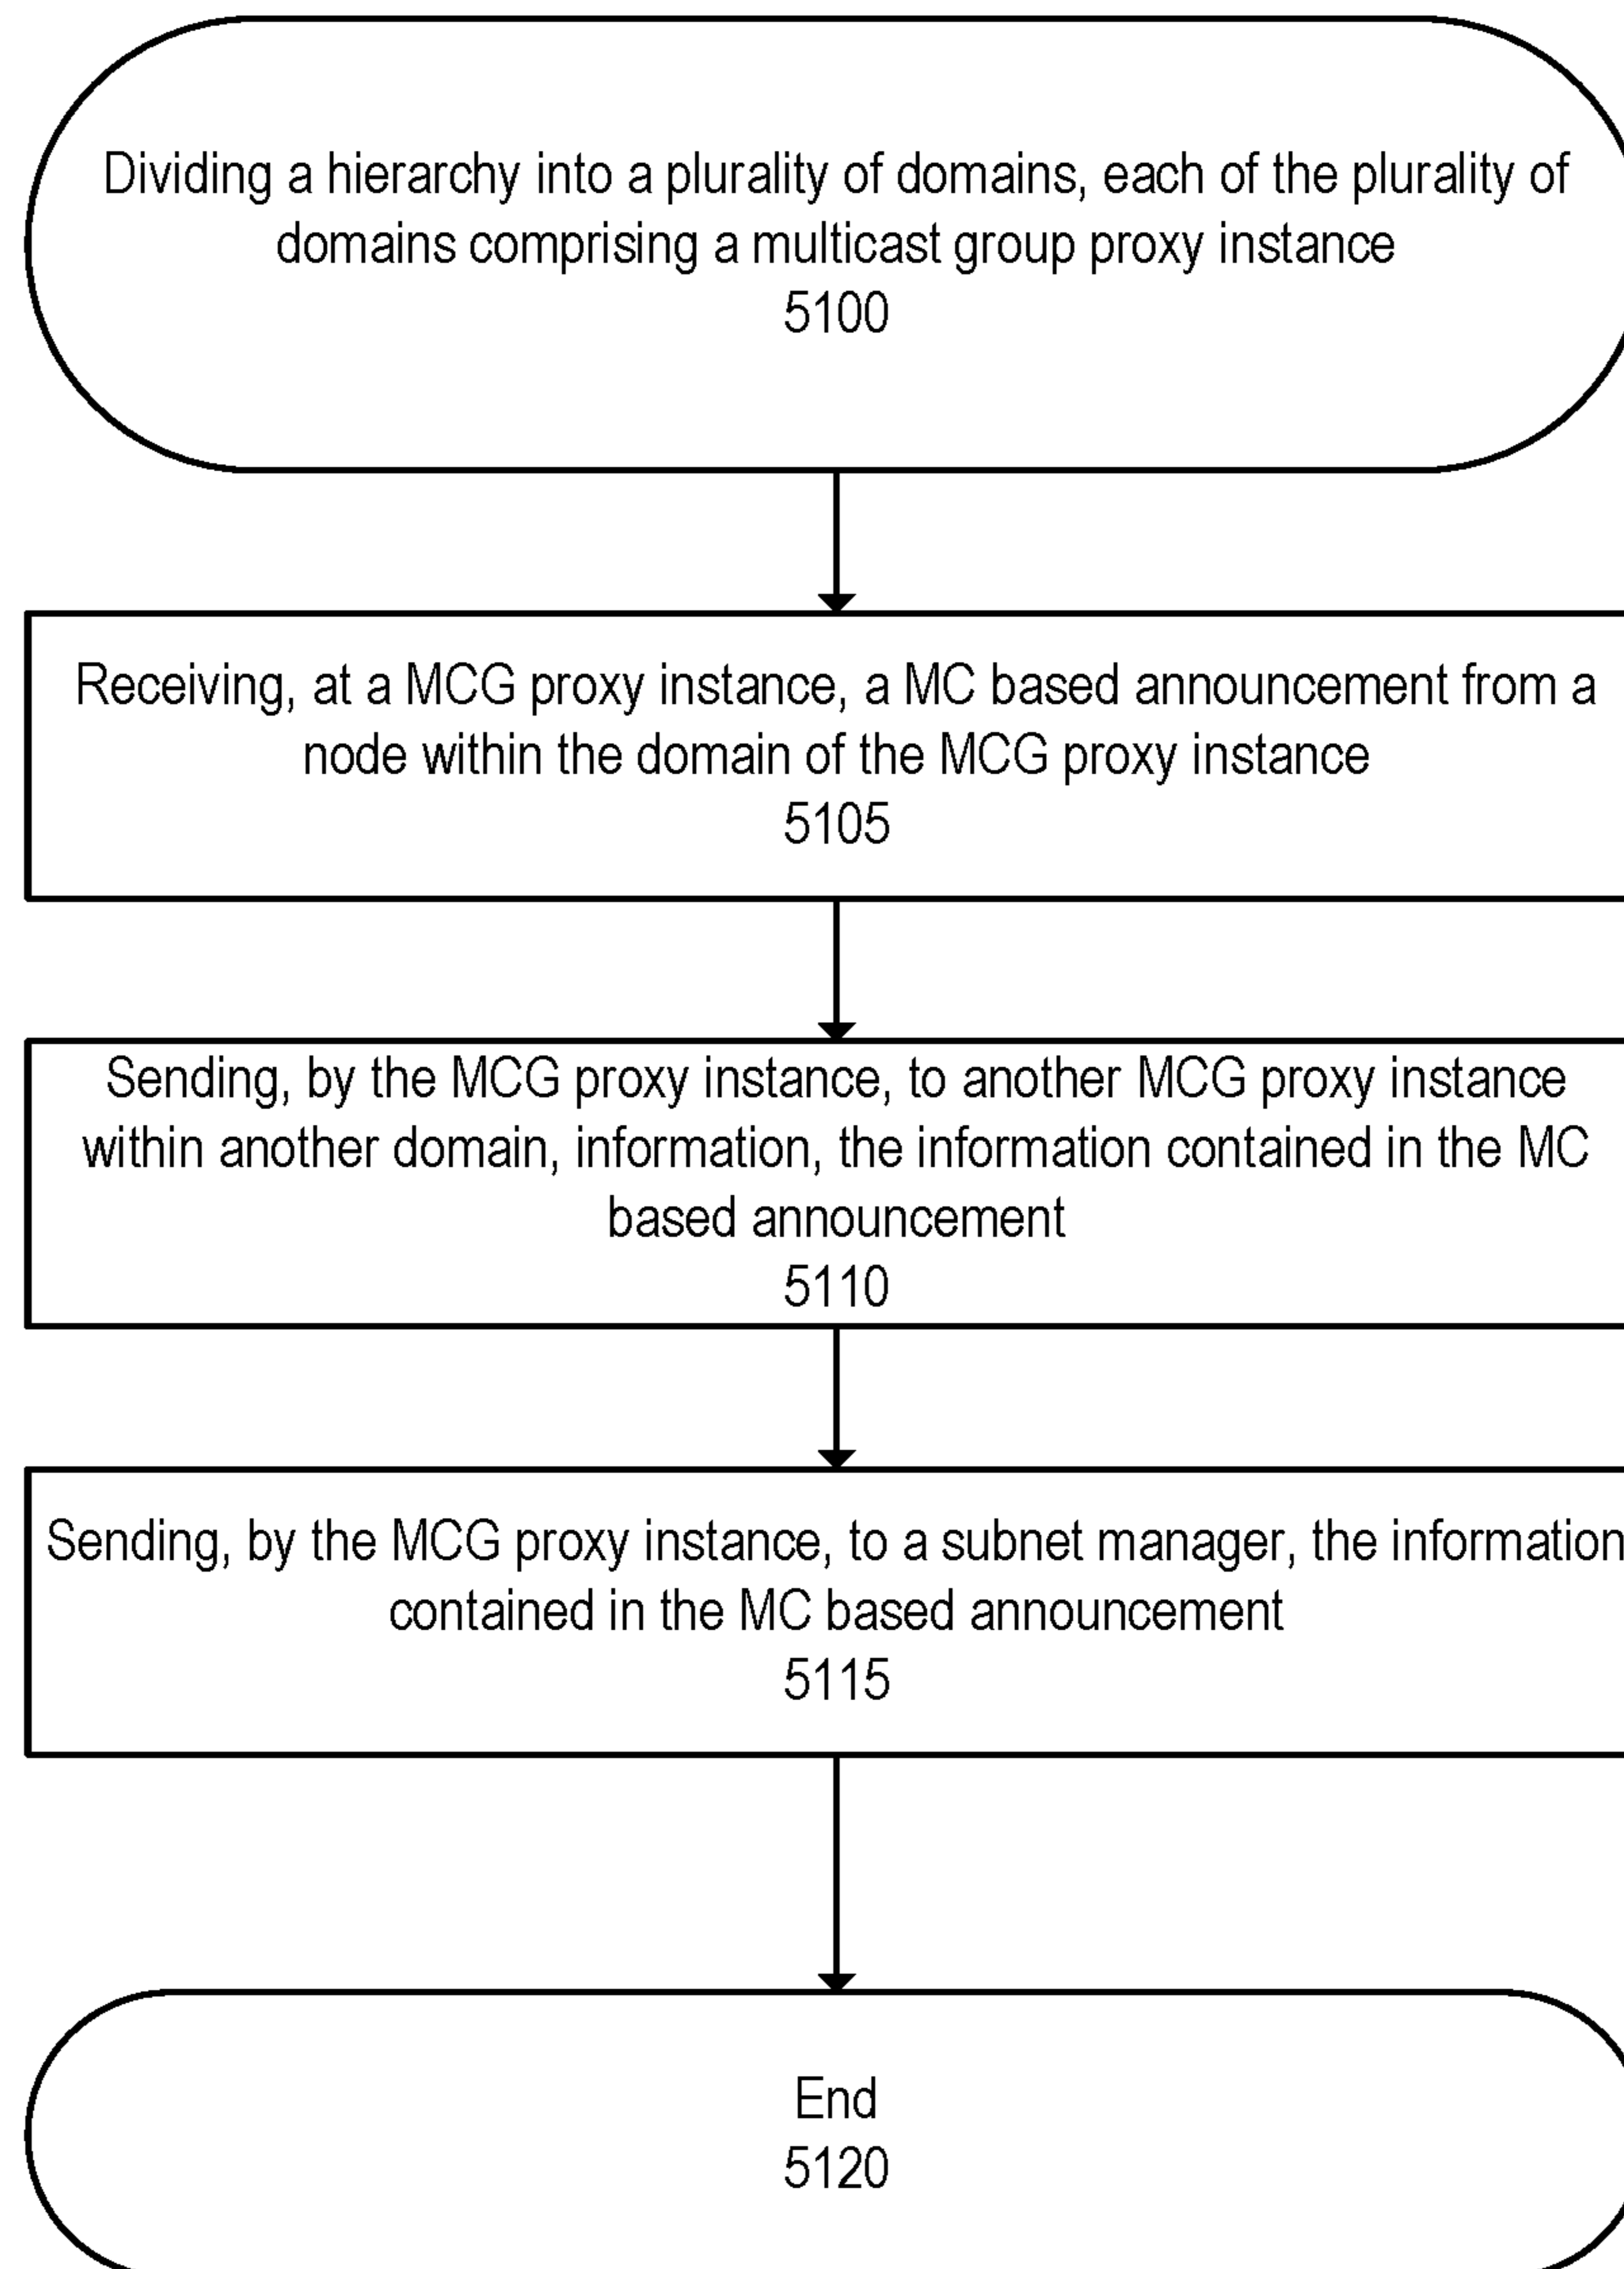 Dividing a hierarchy into a plurality of domains, each of the plurality of
domains comprising a multicast group proxy instance
5100
Receiving, at a MCG proxy instance, a MC based announcement from a
node within the domain of the MCG proxy instance
5105
Sending, by the MCG proxy instance, to another MCG proxy instance
within another domain, information, the information contained in the MC
based announcement
5110
Sending, by the MCG proxy instance, to a subnet manager, the information
contained in the MC based announcement
5115
End
5120